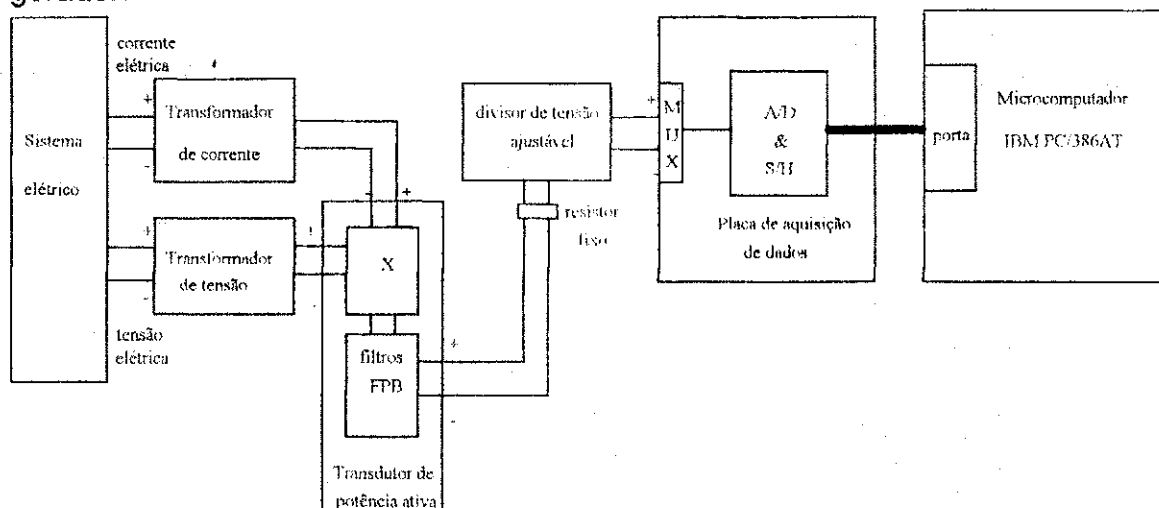 corrente
elétrica
+
Transformador
de corrente
-
Sistema
elétrico
+
Transformador
de tensão
-
tensão
elétrica
-
+
X
filtros
FPB
+
-
Transdutor de
potência ativa
divisor de tensão
ajustável
resistor
fixo
+
-
M
U
X
A/D
&
S/H
Placa de aquisição
de dados
porta
Microcomputador
IBM PC/386AT